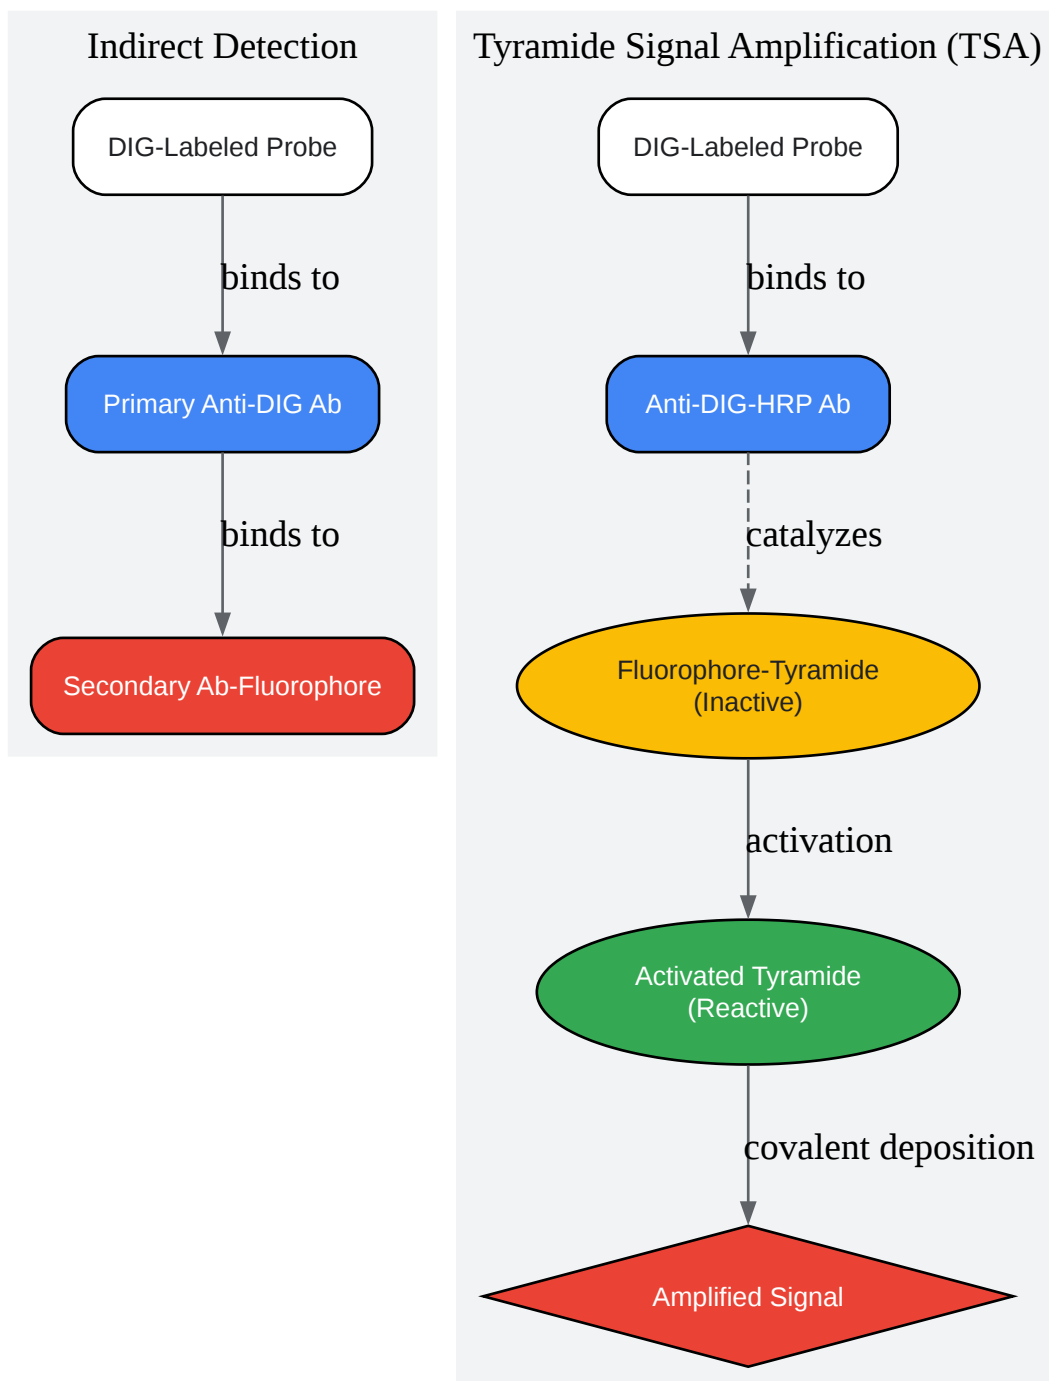 Indirect Detection
DIG-Labeled Probe
binds to
Primary Anti-DIG Ab
binds to
Secondary Ab-Fluorophore
Tyramide Signal Amplification (TSA)
DIG-Labeled Probe
binds to
Anti-DIG-HRP Ab
catalyzes
Fluorophore-Tyramide
(Inactive)
activation
Activated Tyramide
(Reactive)
covalent deposition
Amplified Signal